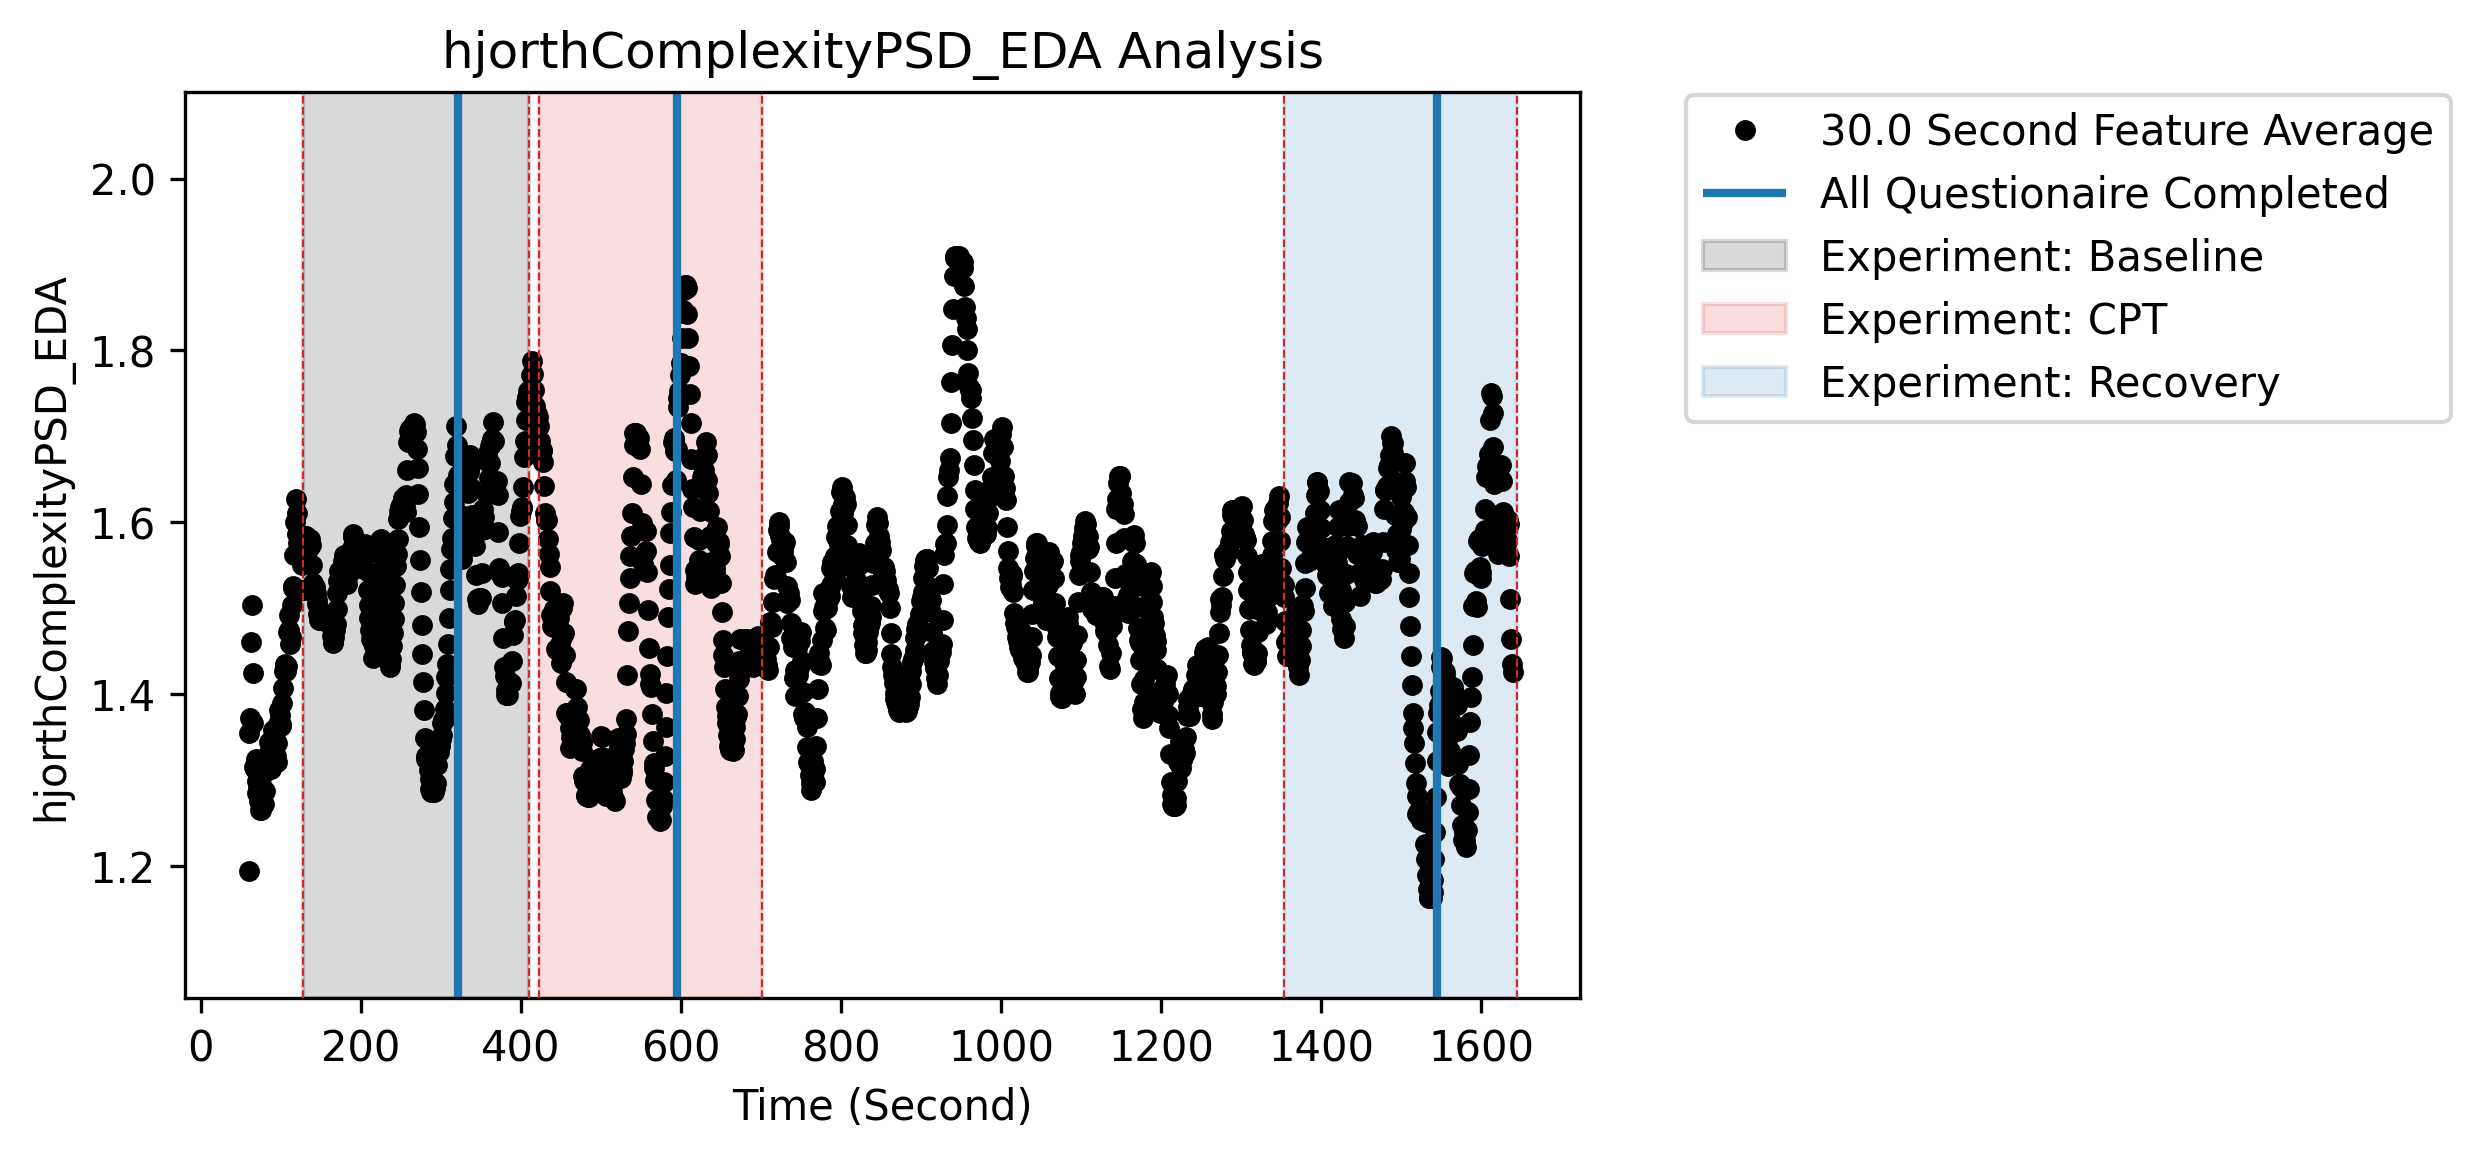 hjorthComplexityPSD_EDA Analysis
hjorthComplexityPSD_EDA
2.0
1.8
1.6
1.4
1.2
0 200 400 600 800 1000 1200 1400 1600
Time (Second)
30.0 Second Feature Average
All Questionaire Completed
Experiment: Baseline
Experiment: CPT
Experiment: Recovery